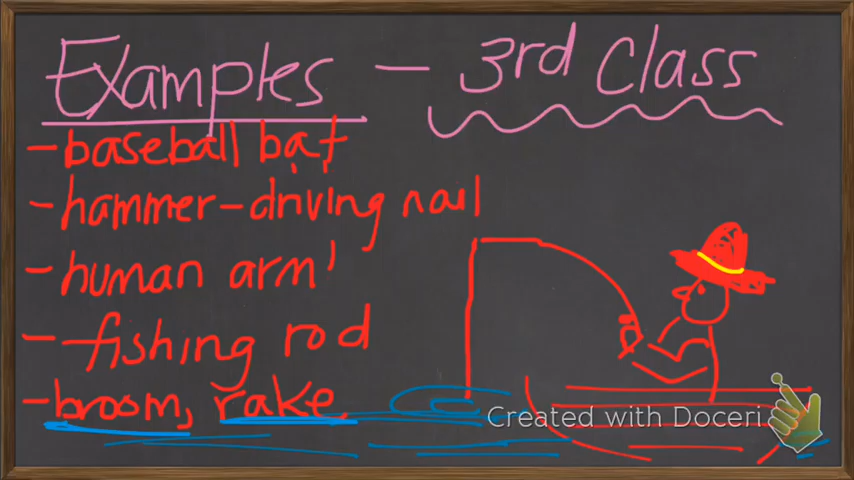 Examples - 3rd Class
- baseball bat
- hammer - driving nail
- human arm
- fishing rod
- broom, rake
Created with Doceri